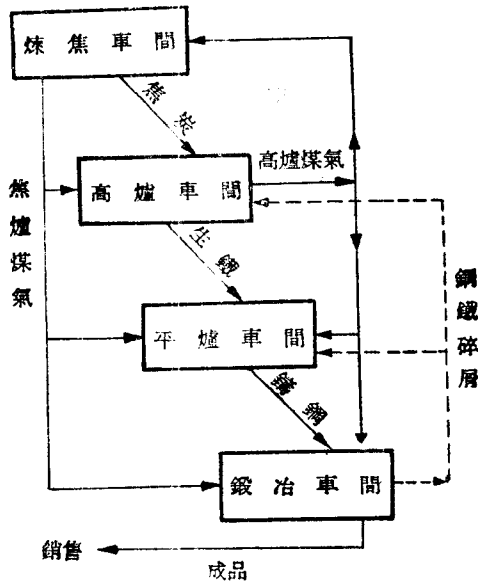 煉焦車間
焦炭
高爐煤氣
高爐車間
焦爐煤氣
生鐵
鋼鐵碎屑
平爐車間
鑄鋼
鍛冶車間
銷售
成品